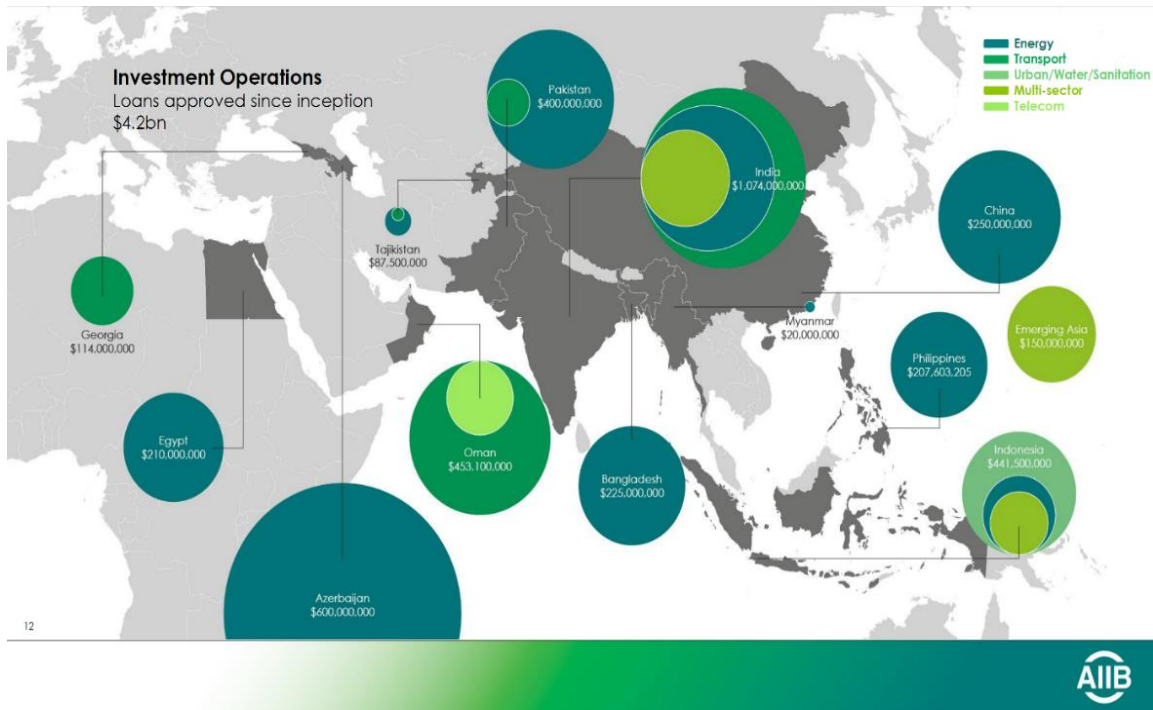 Investment Operations
Loans approved since inception
$4.2bn
Energy
Transport
Urban/Water/Sanitation
Multi-sector
Telecom
Pakistan
$400,000,000
India
$1,074,000,000
China
$250,000,000
Tajikistan
$87,500,000
Georgia
$114,000,000
Myanmar
$20,000,000
Emerging Asia
$150,000,000
Philippines
$207,603,205
Egypt
$210,000,000
Oman
$453,100,000
Bangladesh
$225,000,000
Indonesia
$441,500,000
Azerbaijan
$600,000,000
12
AIIB